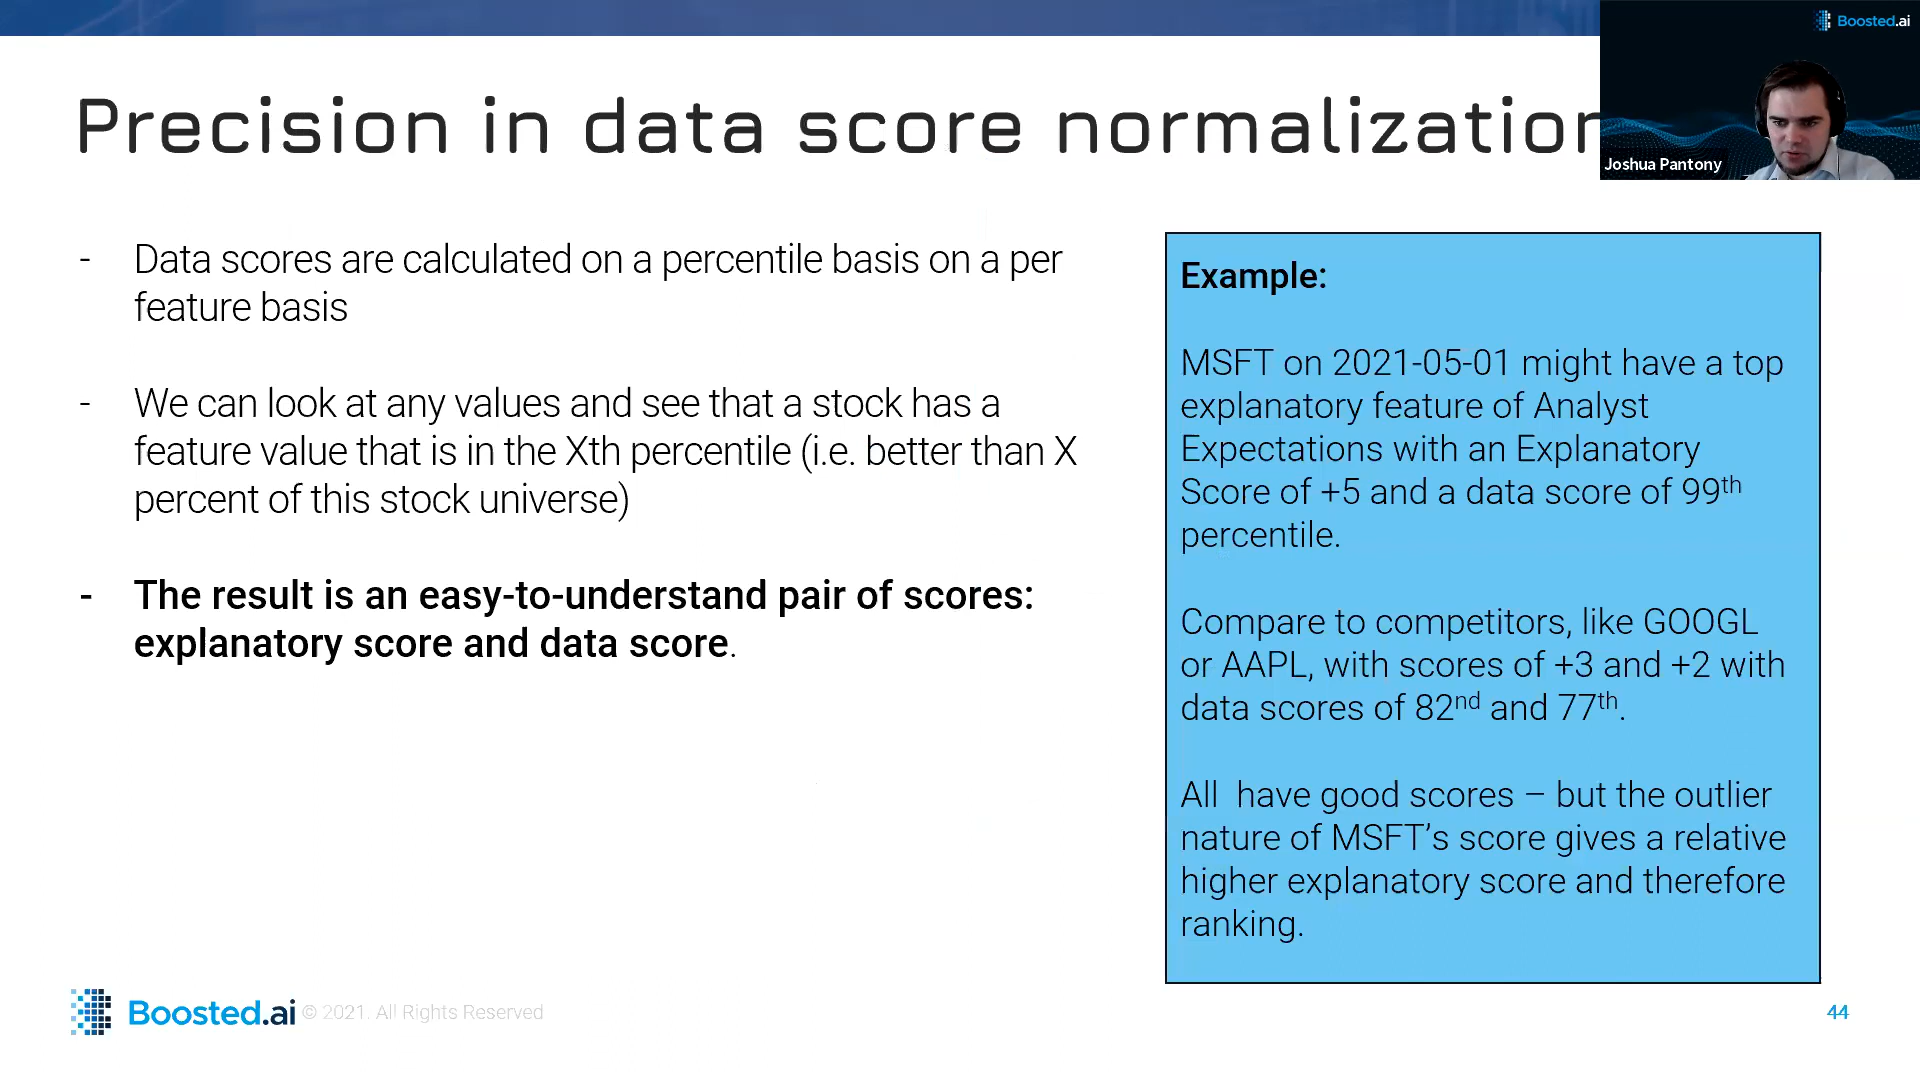 Boosted.ai
Precision in data score normalization
Joshua Pantony
- Data scores are calculated on a percentile basis on a per
feature basis
- We can look at any values and see that a stock has a
feature value that is in the Xth percentile (i.e. better than X
percent of this stock universe)
- The result is an easy-to-understand pair of scores:
explanatory score and data score.
Example:
MSFT on 2021-05-01 might have a top
explanatory feature of Analyst
Expectations with an Explanatory
Score of +5 and a data score of 99th
percentile.
Compare to competitors, like GOOGL
or AAPL, with scores of +3 and +2 with
data scores of 82nd and 77th.
All  have good scores – but the outlier
nature of MSFT’s score gives a relative
higher explanatory score and therefore
ranking.
Boosted.ai © 2021. All Rights Reserved
44